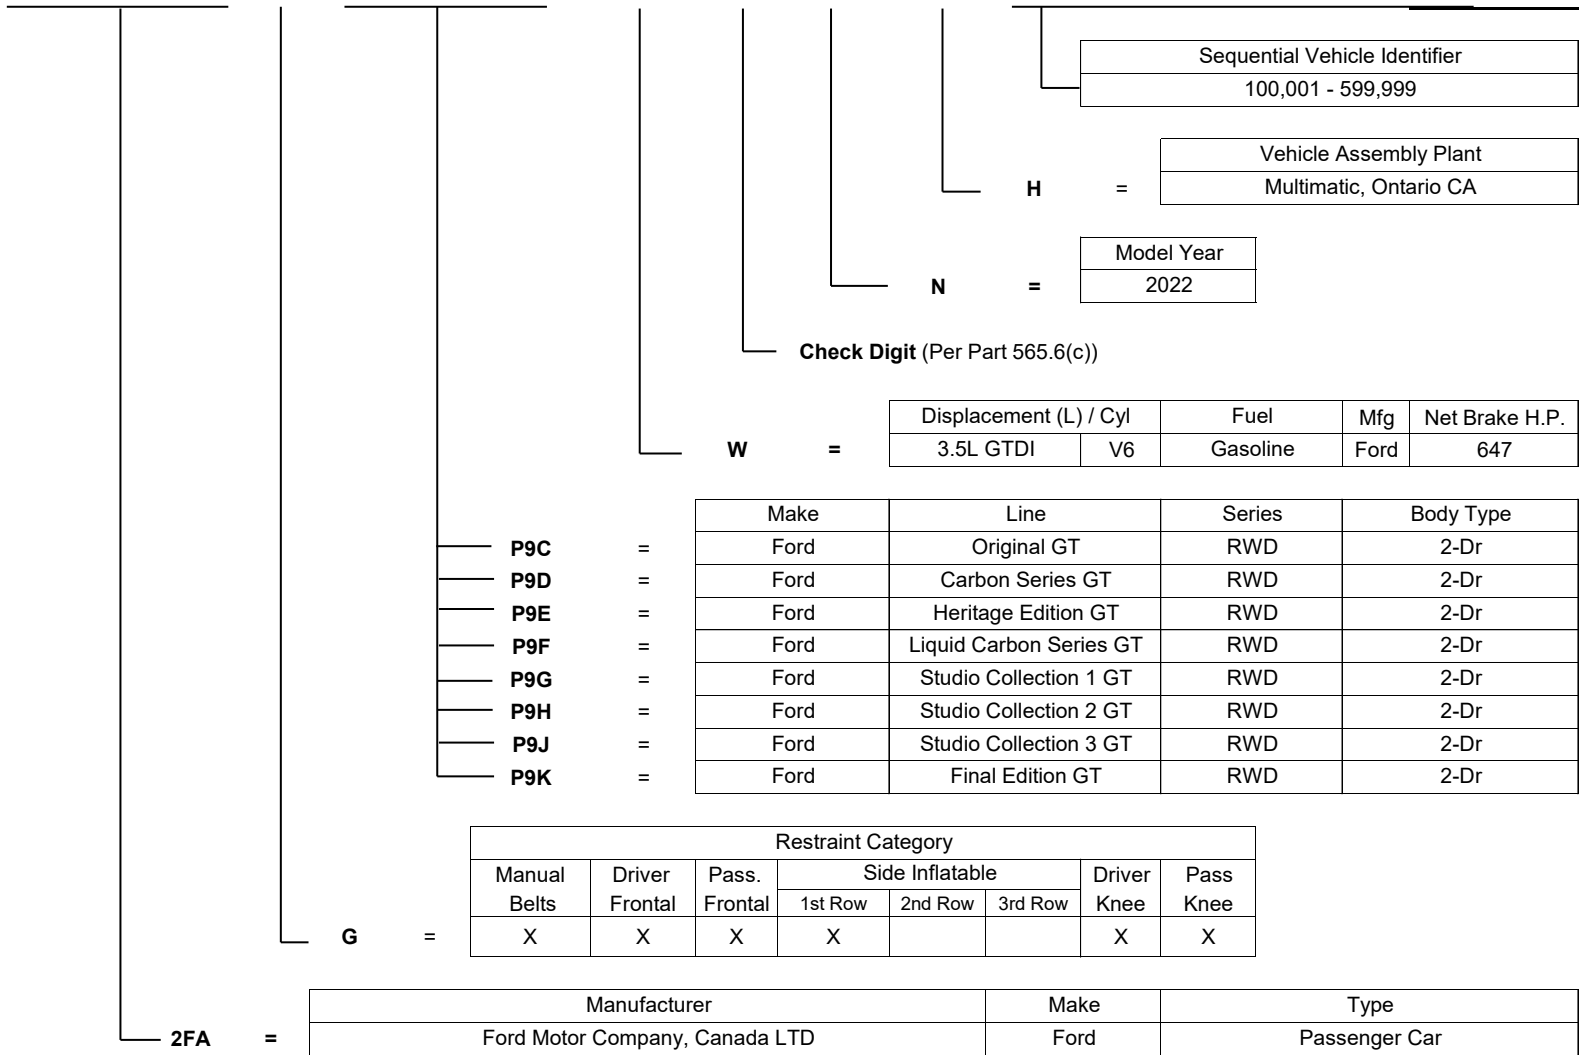 Sequential Vehicle Identifier
100,001 - 599,999
Vehicle Assembly Plant
H = Multimatic, Ontario CA
Model Year
N = 2022
Check Digit (Per Part 565.6(c))
Displacement (L) / Cyl Fuel Mfg Net Brake H.P.
W = 3.5L GTDI V6 Gasoline Ford 647
Make Line Series Body Type
P9C = Ford Original GT RWD 2-Dr
P9D = Ford Carbon Series GT RWD 2-Dr
P9E = Ford Heritage Edition GT RWD 2-Dr
P9F = Ford Liquid Carbon Series GT RWD 2-Dr
P9G = Ford Studio Collection 1 GT RWD 2-Dr
P9H = Ford Studio Collection 2 GT RWD 2-Dr
P9J = Ford Studio Collection 3 GT RWD 2-Dr
P9K = Ford Final Edition GT RWD 2-Dr
Restraint Category
Manual Driver Pass. Side Inflatable Driver Pass
Belts Frontal Frontal 1st Row 2nd Row 3rd Row Knee Knee
G = X X X X X X
Manufacturer Make Type
2FA = Ford Motor Company, Canada LTD Ford Passenger Car